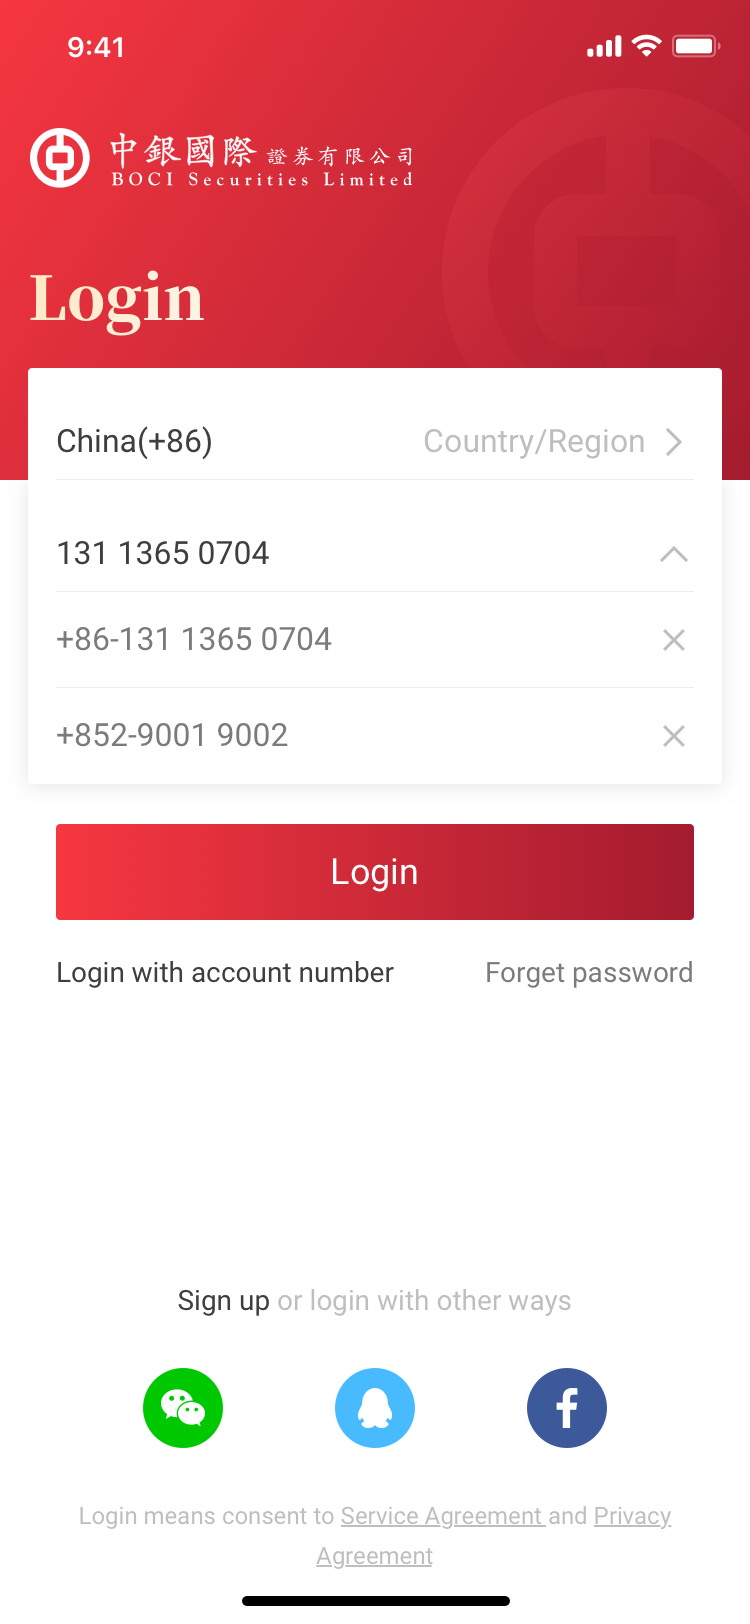 9:41
中銀國際 證券有限公司
BOCI Securities Limited
Login
China(+86) Country/Region
131 1365 0704
+86-131 1365 0704
+852-9001 9002
Login
Login with account number Forget password
Sign up or login with other ways
Login means consent to Service Agreement and Privacy
Agreement